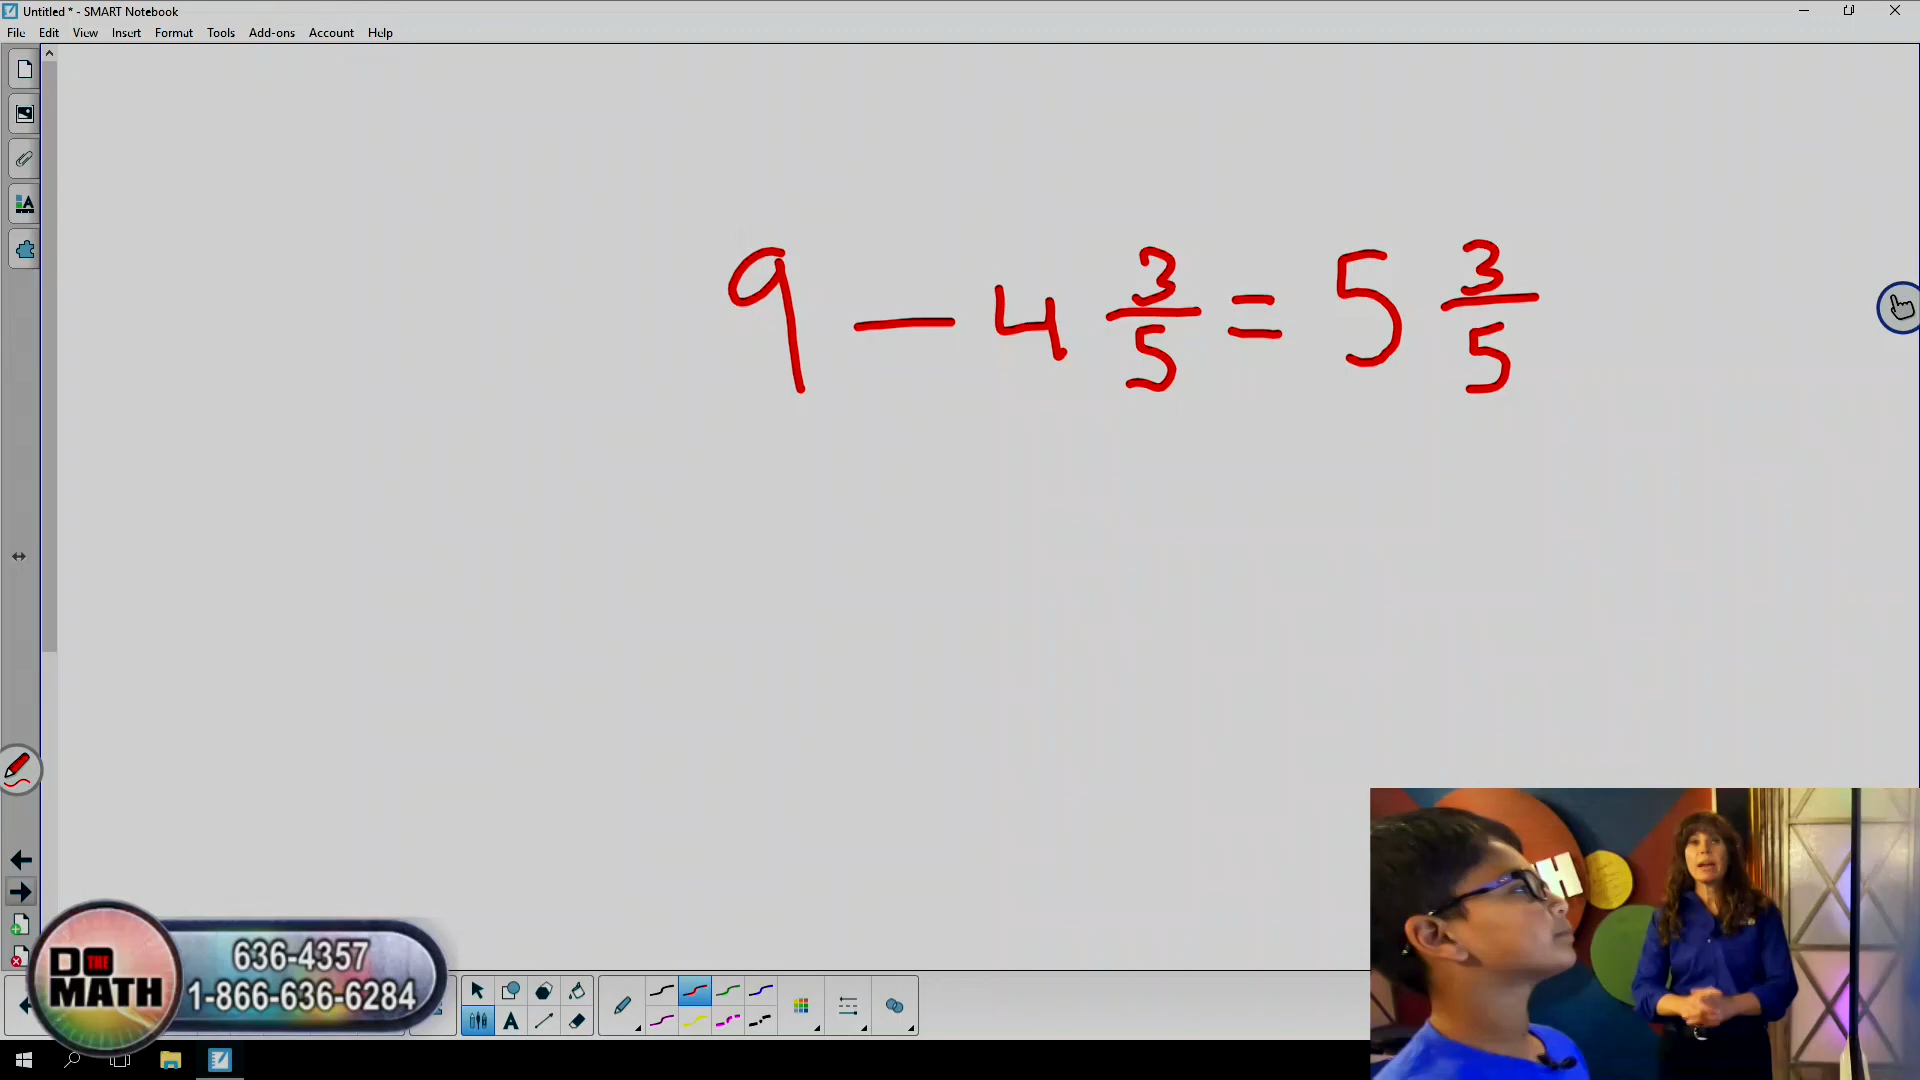 Untitled * - SMART Notebook
File Edit View Insert Format Tools Add-ons Account Help
9 — 4 3/5 = 5 3/5
H
DO THE MATH
636-4357
1-866-636-6284